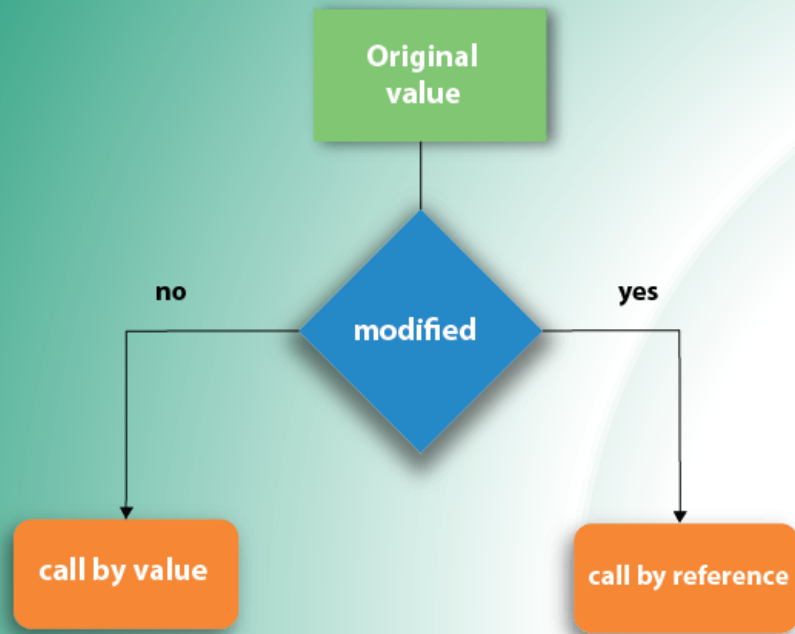 Original
value
no
yes
modified
call by value
call by reference